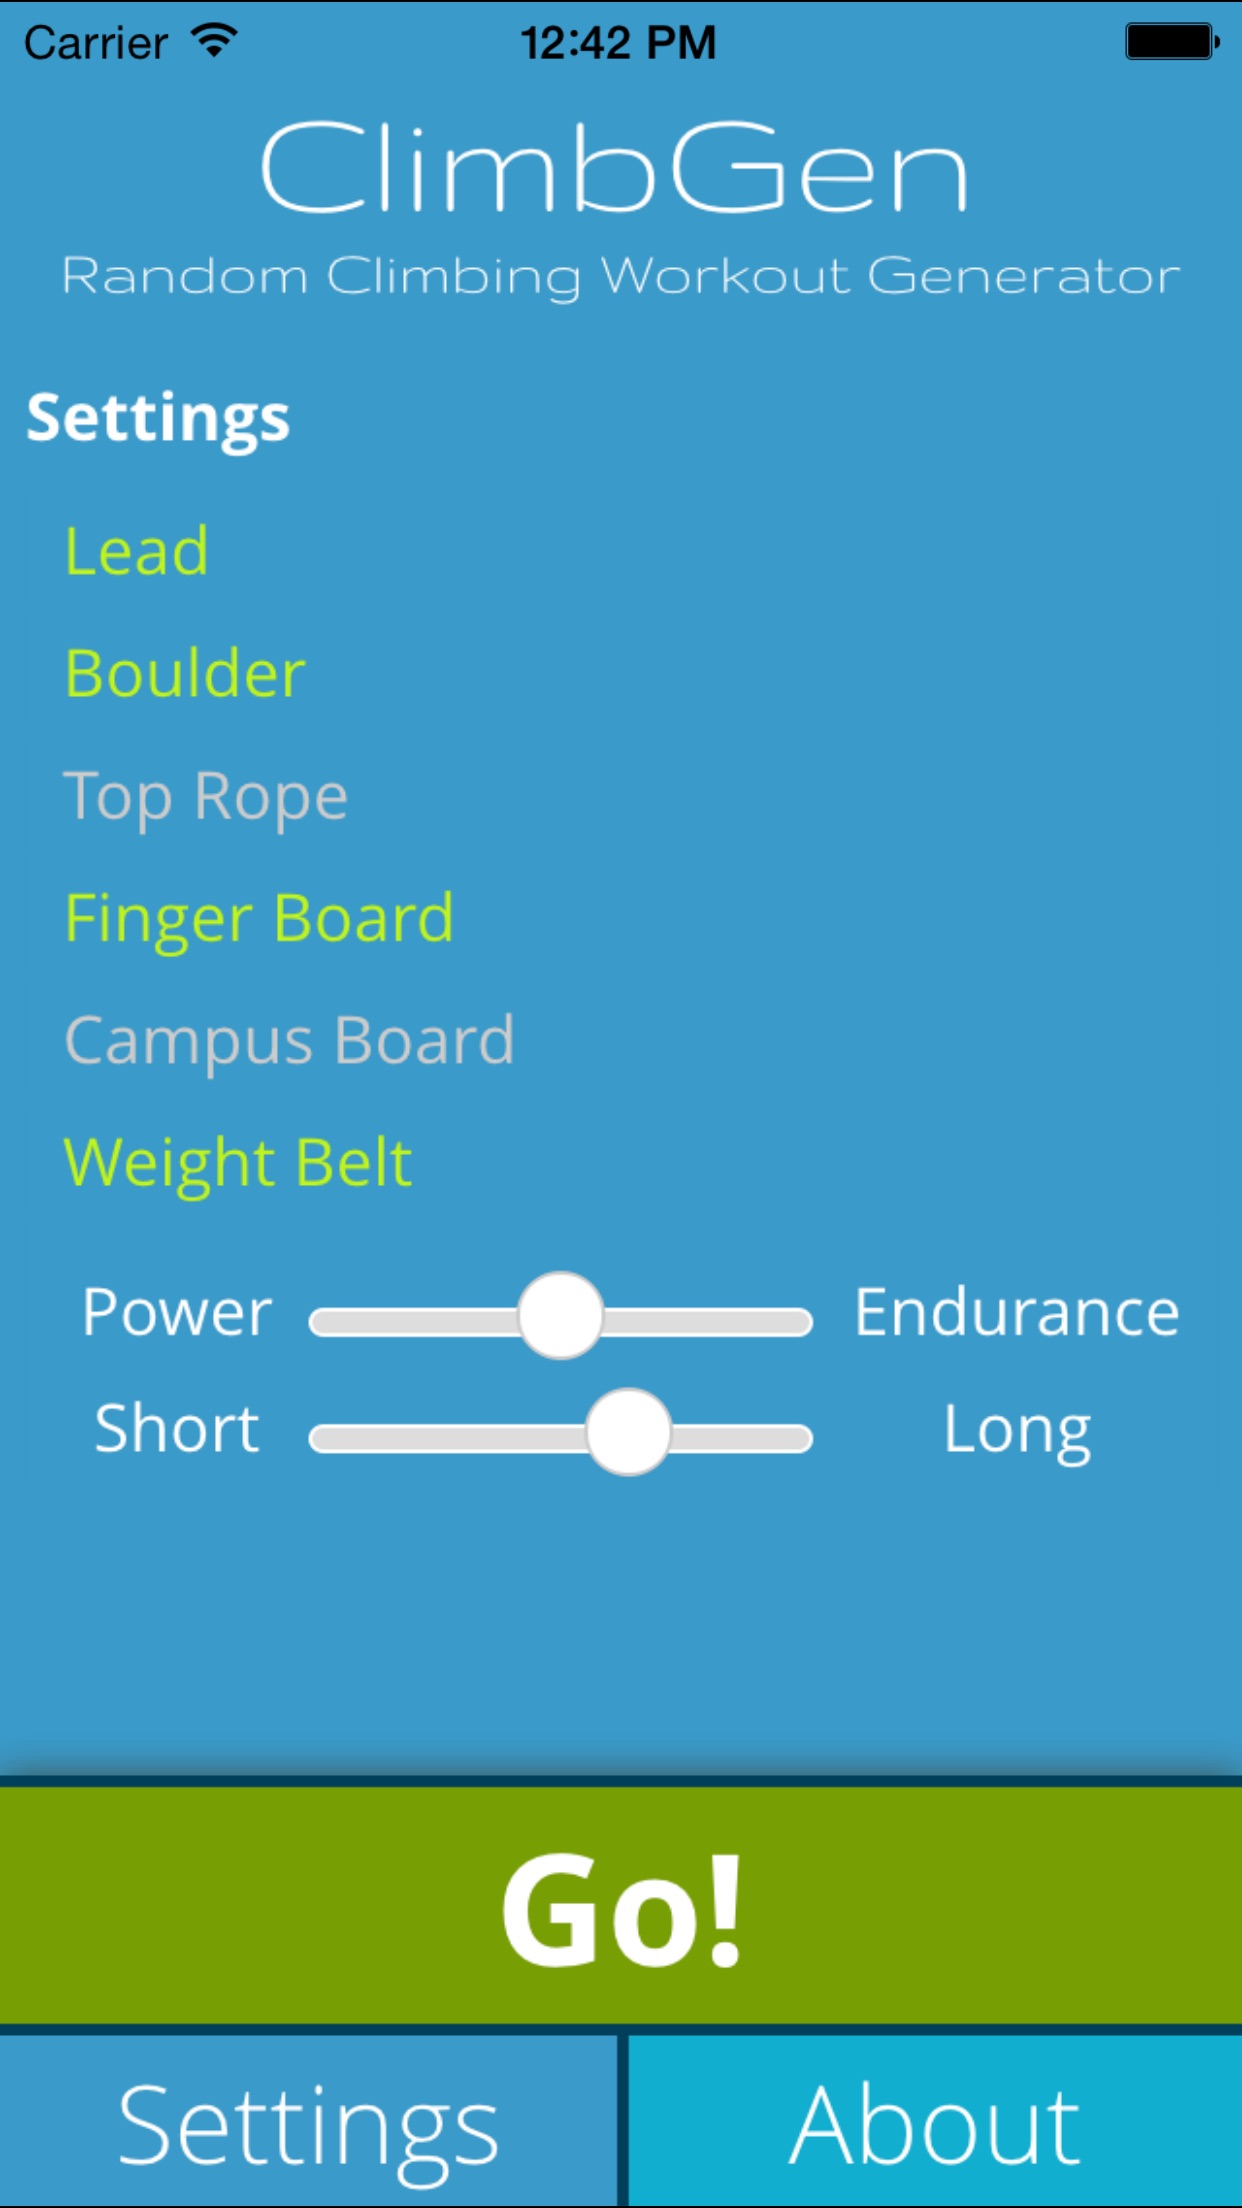 Carrier 12:42 PM
ClimbGen
Random Climbing Workout Generator
Settings
Lead
Boulder
Top Rope
Finger Board
Campus Board
Weight Belt
Power Endurance
Short Long
Go!
Settings About